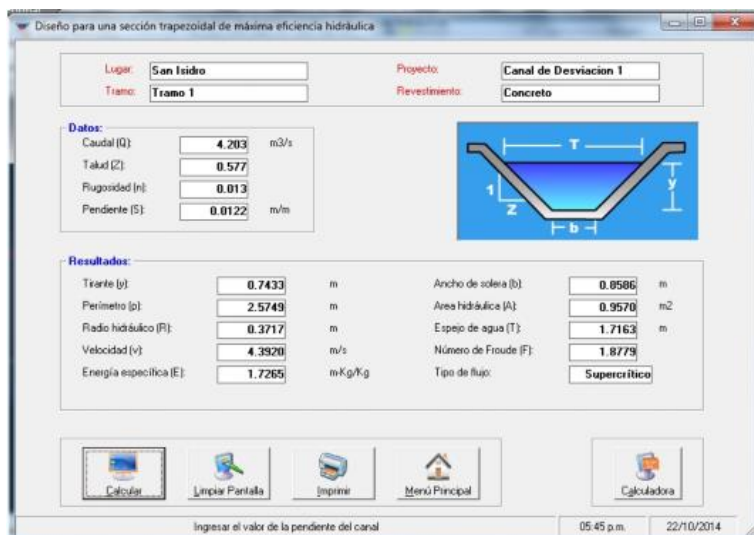 Diseño para una sección trapezoidal de máxima eficiencia hidráulica
Lugar: San Isidro Proyecto: Canal de Desviacion 1
Tramo: Tramo 1 Revestimiento: Concreto
Datos:
Caudal (Q): 4.203 m3/s
Talud (Z): 0.577
Rugosidad (n): 0.013
Pendiente (S): 0.0122 m/m
T
1
Z
y
b
Resultados:
Tirante (y): 0.7433 m Ancho de solera (b): 0.8586 m
Perímetro (p): 2.5749 m Area hidráulica (A): 0.9570 m2
Radio hidráulico (R): 0.3717 m Espejo de agua (T): 1.7163 m
Velocidad (v): 4.3920 m/s Número de Froude (F): 1.8779
Energía específica (E): 1.7265 m-Kg/Kg Tipo de flujo: Supercrítico
Calcular Limpiar Pantalla Imprimir Menú Principal Calculadora
Ingresar el valor de la pendiente del canal 05:45 p.m. 22/10/2014